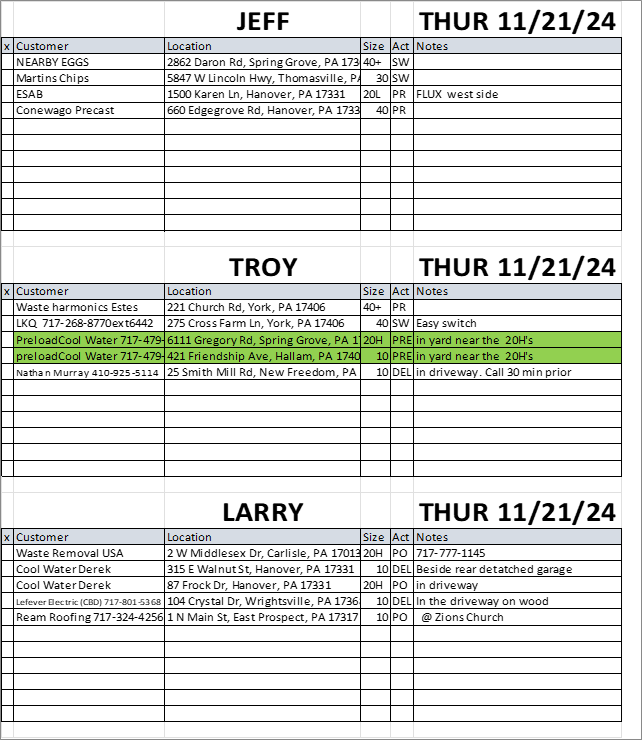 JEFF THUR 11/21/24
x Customer Location Size Act Notes
NEARBY EGGS 2862 Daron Rd, Spring Grove, PA 173 40+ SW
Martins Chips 5847 W Lincoln Hwy, Thomasville, PA 30 SW
ESAB 1500 Karen Ln, Hanover, PA 17331 20L PR FLUX west side
Conewago Precast 660 Edgegrove Rd, Hanover, PA 1733 40 PR
TROY THUR 11/21/24
x Customer Location Size Act Notes
Waste harmonics Estes 221 Church Rd, York, PA 17406 40+ PR
LKQ 717-268-8770ext6442 275 Cross Farm Ln, York, PA 17406 40 SW Easy switch
PreloadCool Water 717-479- 6111 Gregory Rd, Spring Grove, PA 17 20H PRE in yard near the 20H's
preloadCool Water 717-479- 421 Friendship Ave, Hallam, PA 1740 10 PRE in yard near the 20H's
Nathan Murray 410-925-5114 25 Smith Mill Rd, New Freedom, PA 10 DEL in driveway. Call 30 min prior
LARRY THUR 11/21/24
x Customer Location Size Act Notes
Waste Removal USA 2 W Middlesex Dr, Carlisle, PA 17013 20H PO 717-777-1145
Cool Water Derek 315 E Walnut St, Hanover, PA 17331 10 DEL Beside rear detatched garage
Cool Water Derek 87 Frock Dr, Hanover, PA 17331 20H PO in driveway
Lefever Electric (CBD) 717-801-5368 104 Crystal Dr, Wrightsville, PA 1736 10 DEL In the driveway on wood
Ream Roofing 717-324-4256 1 N Main St, East Prospect, PA 17317 10 PO @ Zions Church